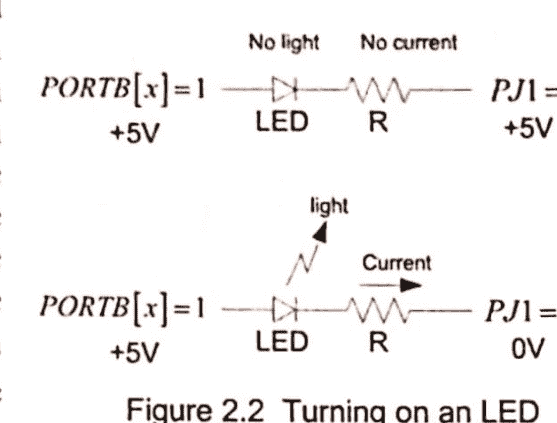 No light No current
PORTB[x]=1 PJ1=
+5V LED R +5V
light
Current
PORTB[x]=1 PJ1=
+5V LED R 0V
Figure 2.2 Turning on an LED